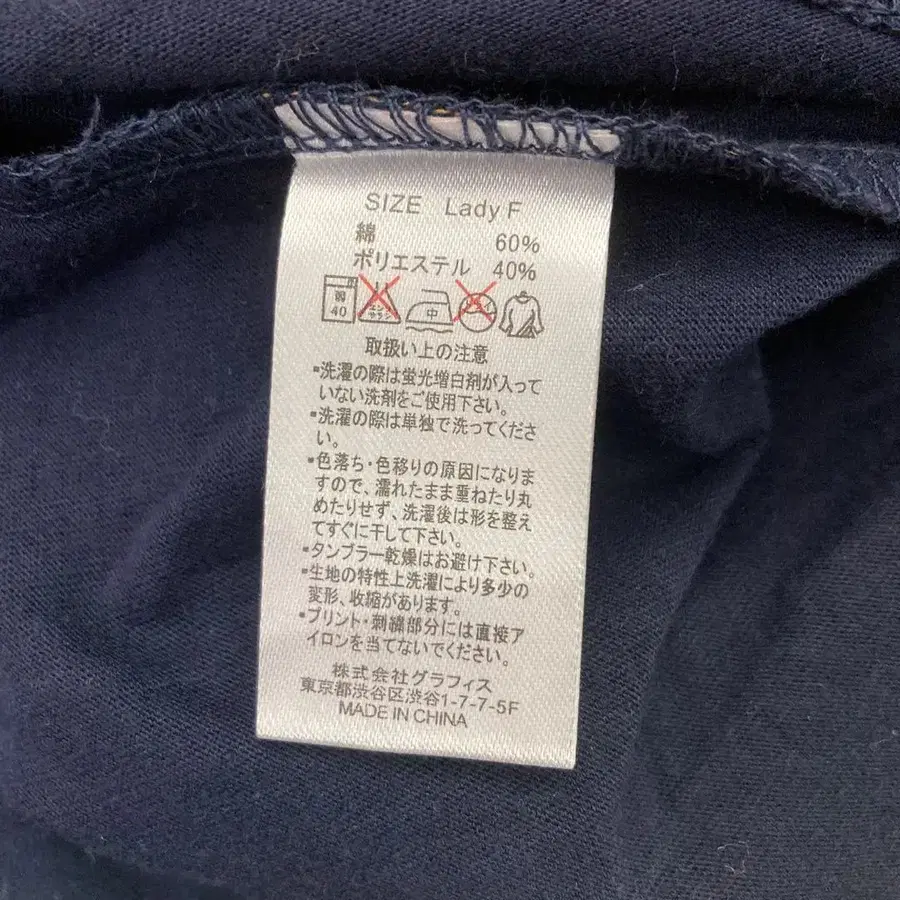 SIZE Lady F
綿 60%
ポリエステル 40%
弱 エンソサラシ 中 ドライ
40
取扱い上の注意
・洗濯の際は蛍光増白剤が入って
いない洗剤をご使用下さい。
・洗濯の際は単独で洗ってくださ
い。
・色落ち・色移りの原因になりま
すので、濡れたまま重ねたり丸
めたりせず、洗濯後は形を整え
てすぐに干して下さい。
・タンブラー乾燥はお避け下さい。
・生地の特性上洗濯により多少の
変形、収縮があります。
・プリント・刺繍部分には直接ア
イロンを当てないでください。
株式会社グラフィス
東京都渋谷区渋谷1-7-7-5F
MADE IN CHINA